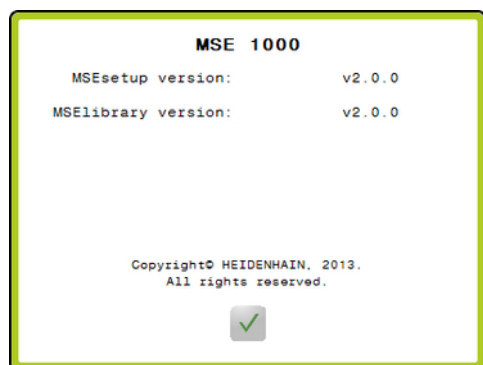 MSE 1000
MSEsetup version: v2.0.0
MSElibrary version: v2.0.0
Copyright© HEIDENHAIN, 2013.
All rights reserved.